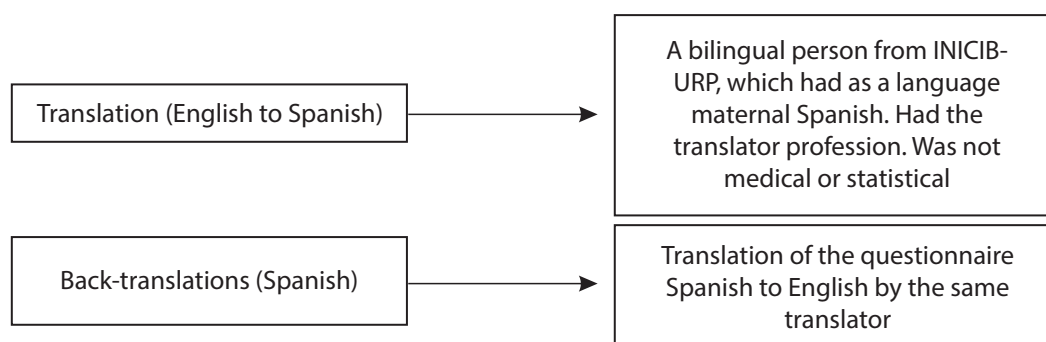 Translation (English to Spanish)
A bilingual person from INICIB-
URP, which had as a language
maternal Spanish. Had the
translator profession. Was not
medical or statistical
Back-translations (Spanish)
Translation of the questionnaire
Spanish to English by the same
translator